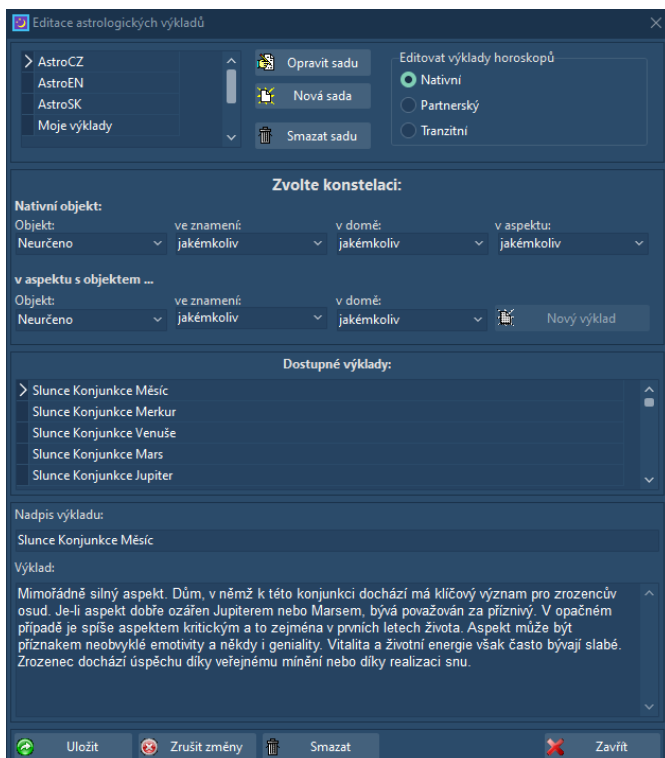 Editace astrologických výkladů
AstroCZ
AstroEN
AstroSK
Moje výklady
Opravit sadu
Nová sada
Smazat sadu
Editovat výklady horoskopů
Nativní
Partnerský
Tranzitní
Zvolte konstelaci:
Nativní objekt:
Objekt: ve znamení: v domě: v aspektu:
Neurčeno jakémkoliv jakémkoliv jakémkoliv
v aspektu s objektem ...
Objekt: ve znamení: v domě:
Neurčeno jakémkoliv jakémkoliv Nový výklad
Dostupné výklady:
Slunce Konjunkce Měsíc
Slunce Konjunkce Merkur
Slunce Konjunkce Venuše
Slunce Konjunkce Mars
Slunce Konjunkce Jupiter
Nadpis výkladu:
Slunce Konjunkce Měsíc
Výklad:
Mimořádně silný aspekt. Dům, v němž k této konjunkci dochází má klíčový význam pro zrozencův
osud. Je-li aspekt dobře ozářen Jupiterem nebo Marsem, bývá považován za příznivý. V opačném
případě je spíše aspektem kritickým a to zejména v prvních letech života. Aspekt může být
příznakem neobvyklé emotivity a někdy i geniality. Vitalita a životní energie však často bývají slabé.
Zrozenec dochází úspěchu díky veřejnému mínění nebo díky realizaci snu.
Uložit Zrušit změny Smazat Zavřít